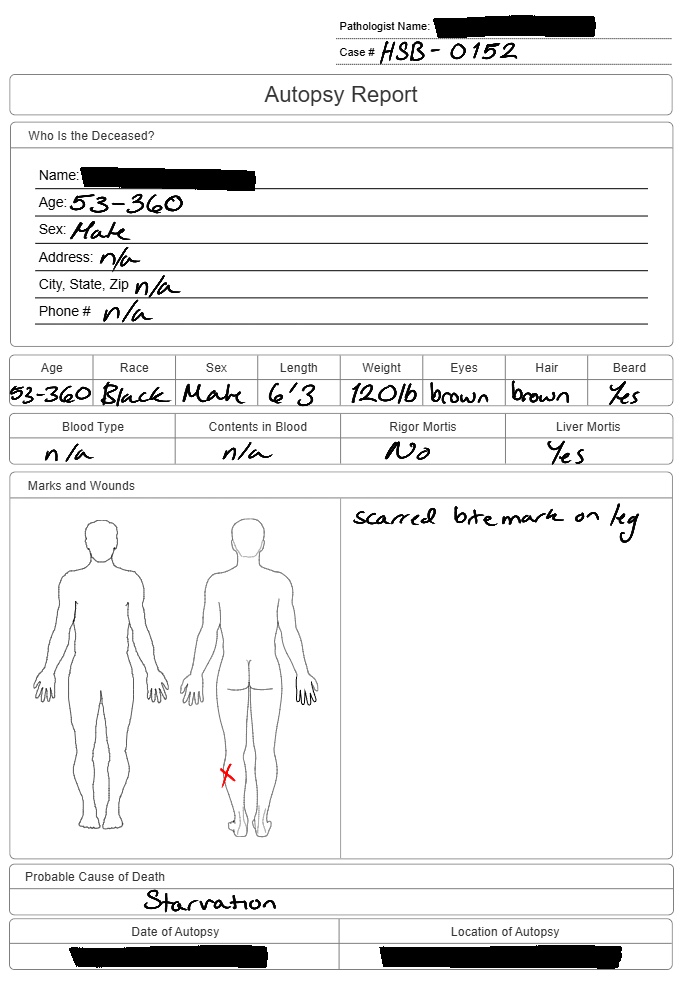 Pathologist Name:
Case # HSB-0152
Autopsy Report
Who Is the Deceased?
Name:
Age: 53-360
Sex: Male
Address: n/a
City, State, Zip n/a
Phone # n/a
Age Race Sex Length Weight Eyes Hair Beard
53-360 Black Male 6'3 120lb brown brown Yes
Blood Type Contents in Blood Rigor Mortis Liver Mortis
n/a n/a No Yes
Marks and Wounds
scarred bite mark on leg
Probable Cause of Death
Starvation
Date of Autopsy Location of Autopsy